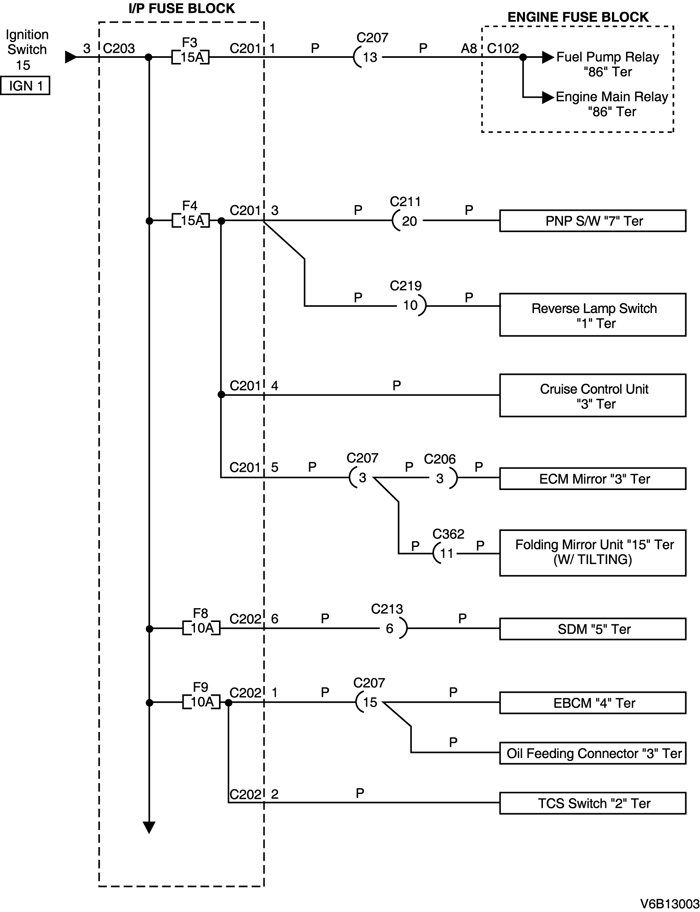 I/P FUSE BLOCK
ENGINE FUSE BLOCK
Ignition
Switch
15
IGN 1
3 C203 F3 15A C201 1 P C207 13 P A8 C102
Fuel Pump Relay
"86" Ter
Engine Main Relay
"86" Ter
F4 15A C201 3 P C211 20 P PNP S/W "7" Ter
P C219 10 P Reverse Lamp Switch
"1" Ter
C201 4 P Cruise Control Unit
"3" Ter
C201 5 P C207 3 P C206 3 P ECM Mirror "3" Ter
P C362 11 P Folding Mirror Unit "15" Ter
(W/ TILTING)
F8 10A C202 6 P C213 6 P SDM "5" Ter
F9 10A C202 1 P C207 15 P EBCM "4" Ter
P Oil Feeding Connector "3" Ter
C202 2 P TCS Switch "2" Ter
V6B13003